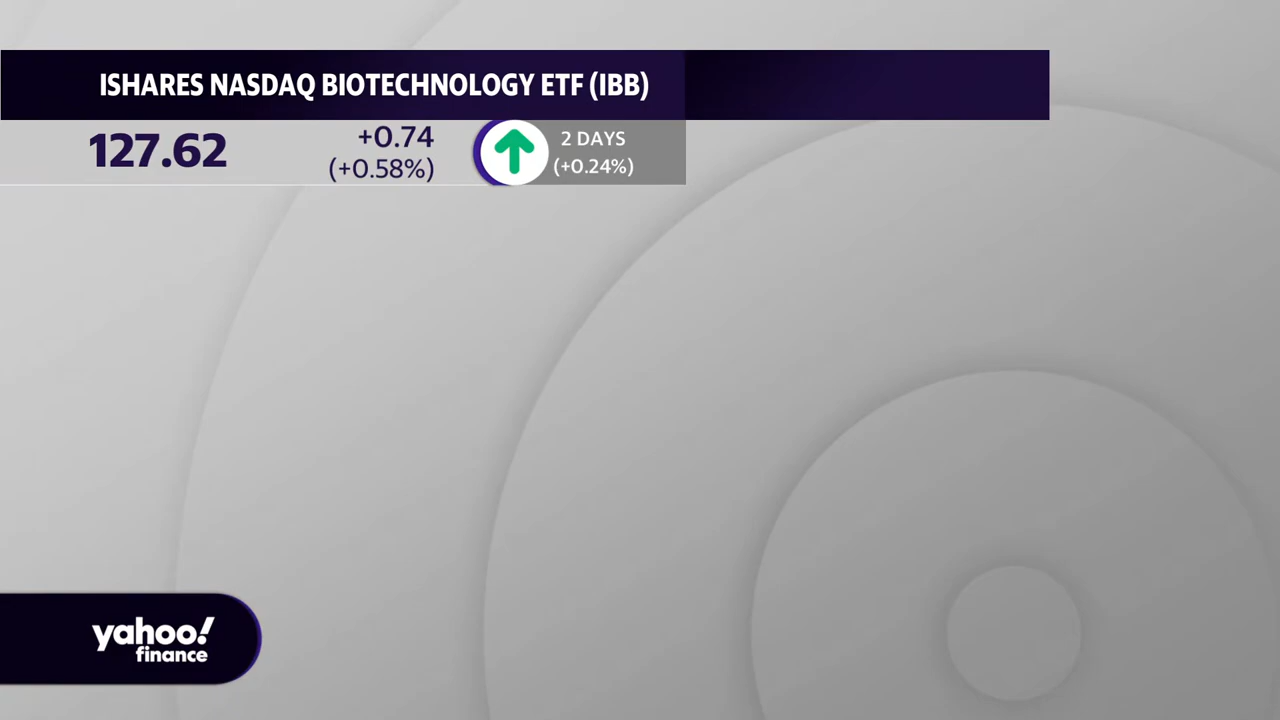 ISHARES NASDAQ BIOTECHNOLOGY ETF (IBB)
127.62
+0.74
(+0.58%)
2 DAYS
(+0.24%)
yahoo!
finance